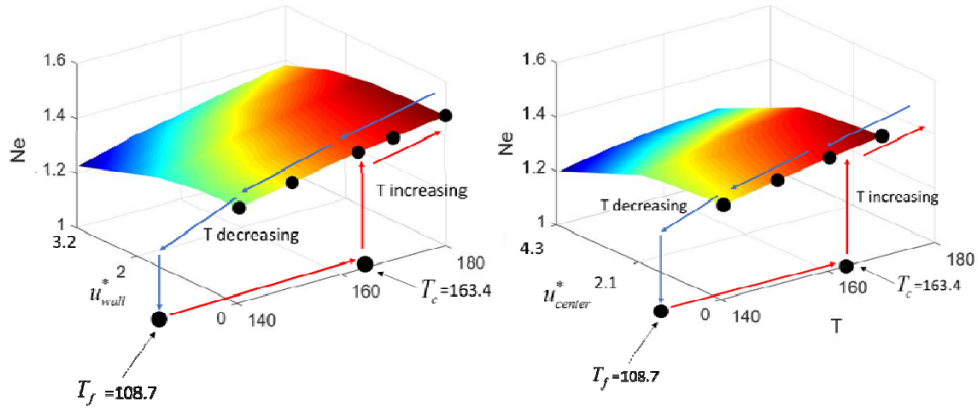 1.6
1.4
1.2
1
Ne
3.2
2
0
u*wall
140
160
180
T decreasing
T increasing
Tc =163.4
Tf =108.7
1.6
1.4
1.2
1
Ne
4.3
2.1
0
u*center
140
160
180
T
T decreasing
T increasing
Tc =163.4
Tf =108.7